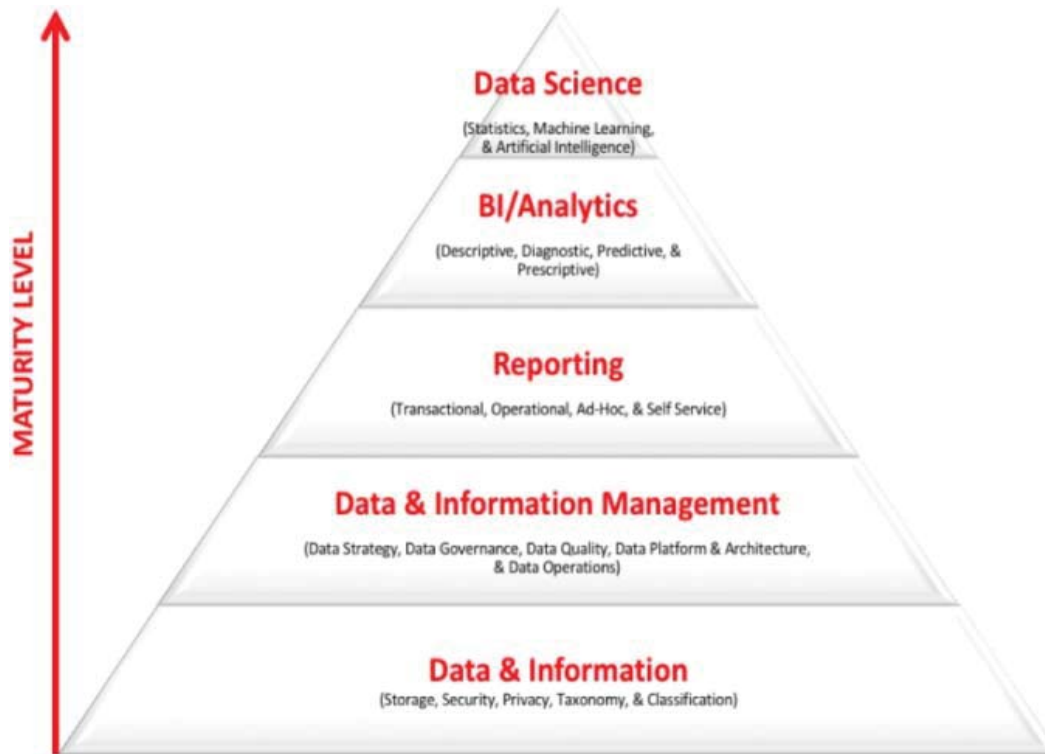 MATURITY LEVEL
Data Science
(Statistics, Machine Learning,
& Artificial Intelligence)
BI/Analytics
(Descriptive, Diagnostic, Predictive, &
Prescriptive)
Reporting
(Transactional, Operational, Ad-Hoc, & Self Service)
Data & Information Management
(Data Strategy, Data Governance, Data Quality, Data Platform & Architecture,
& Data Operations)
Data & Information
(Storage, Security, Privacy, Taxonomy, & Classification)